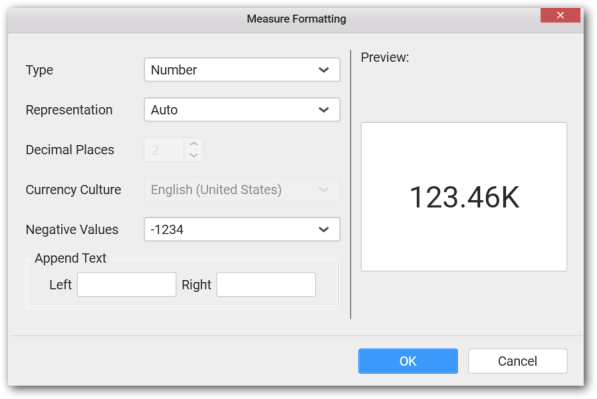 Measure Formatting
Type
Number
Preview:
Representation
Auto
Decimal Places
2
Currency Culture
English (United States)
123.46K
Negative Values
-1234
Append Text
Left
Right
OK
Cancel